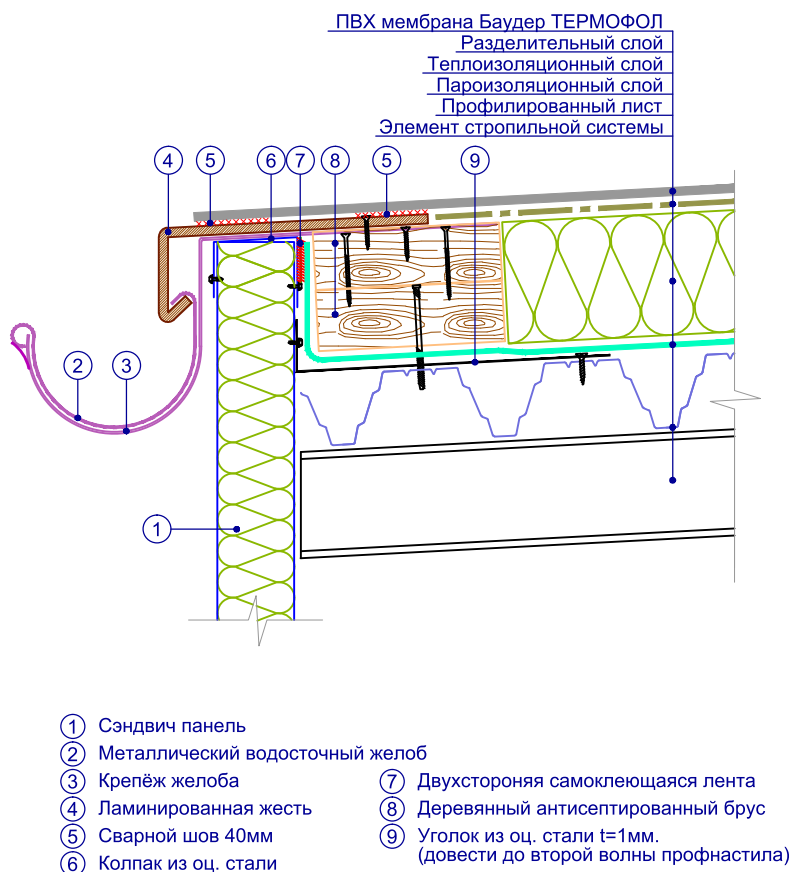 ПВХ мембрана Баудер ТЕРМОФОЛ
Разделительный слой
Теплоизоляционный слой
Пароизоляционный слой
Профилированный лист
Элемент стропильной системы
4 5 6 7 8 5 9
2 3
1
1 Сэндвич панель
2 Металлический водосточный желоб
3 Крепёж желоба
4 Ламинированная жесть
5 Сварной шов 40мм
6 Колпак из оц. стали
7 Двухстороняя самоклеющаяся лента
8 Деревянный антисептированный брус
9 Уголок из оц. стали t=1мм.
(довести до второй волны профнастила)